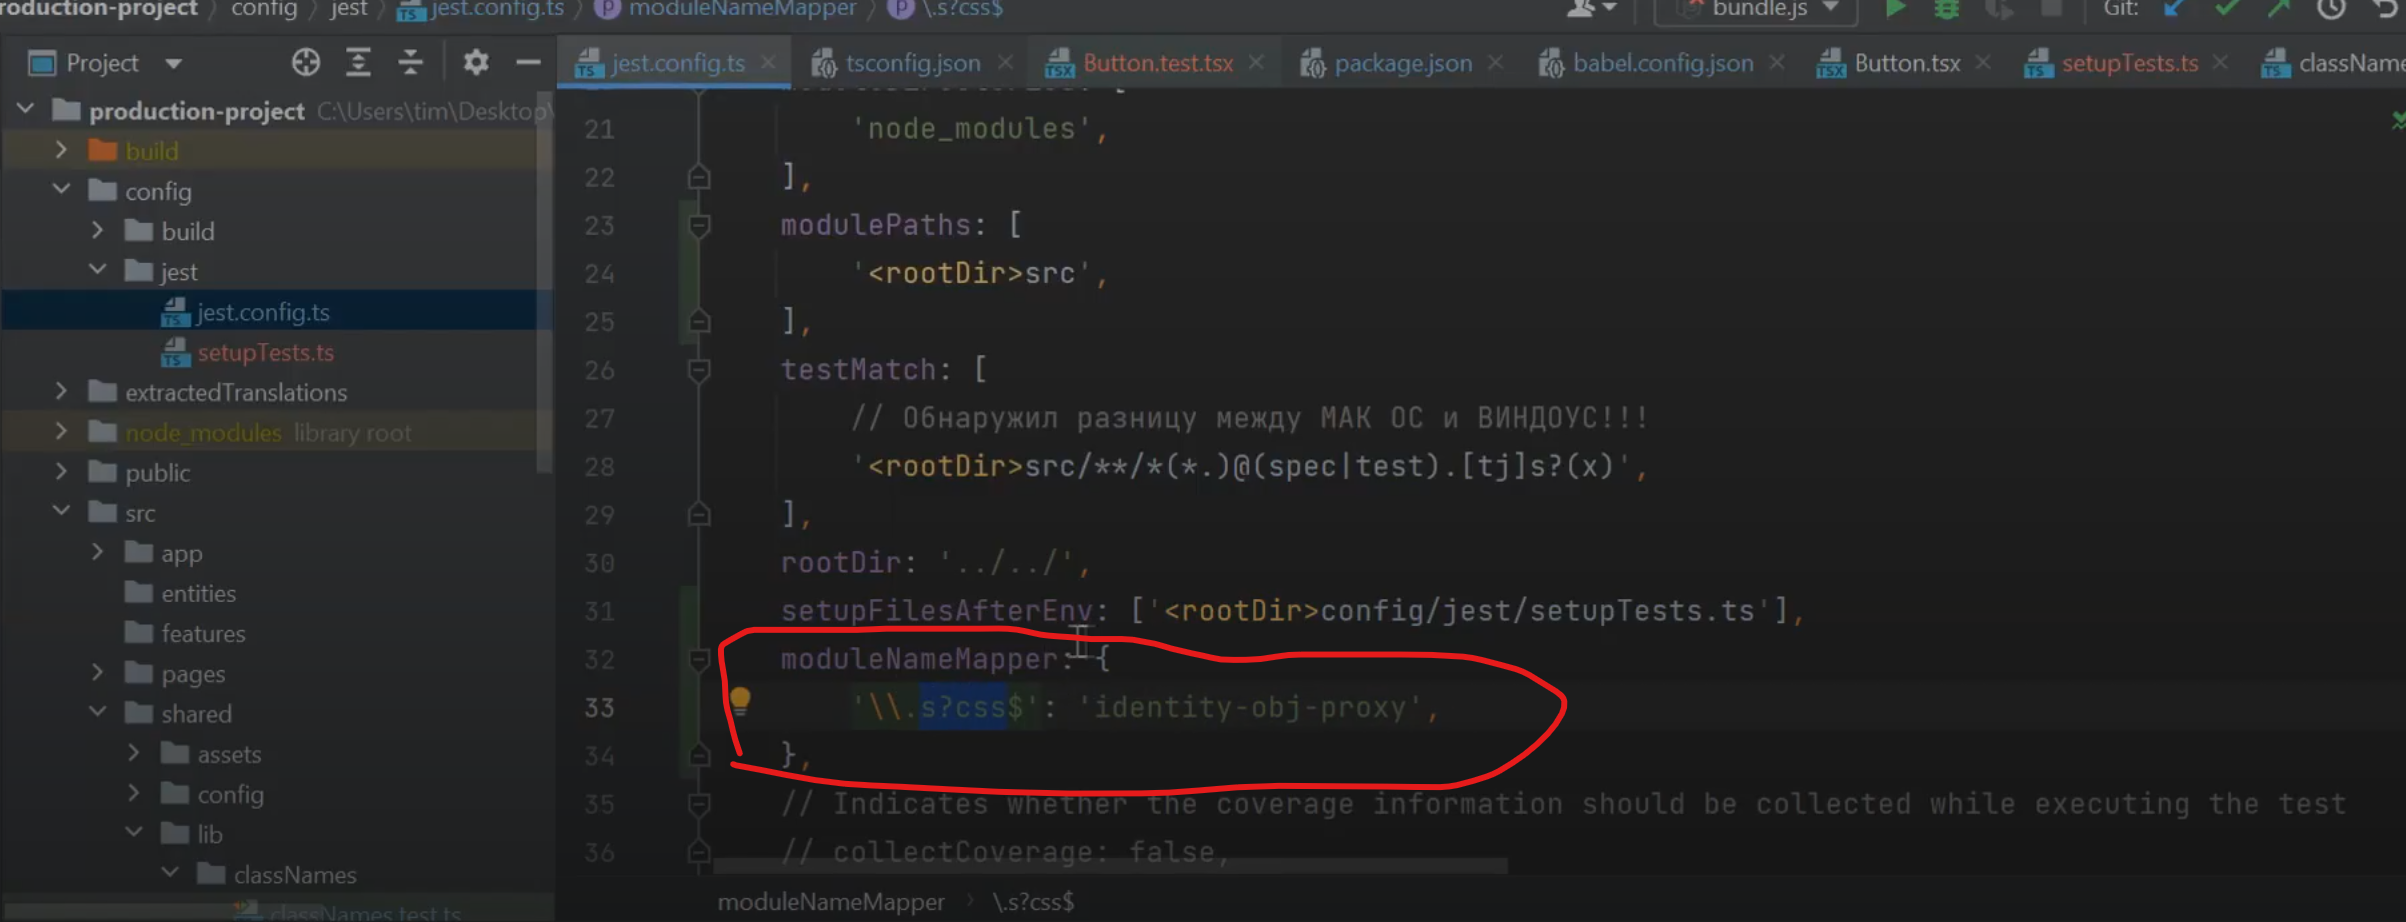 production-project
config
jest
jest.config.ts
moduleNameMapper
\.s?css$
bundle.js
Git:
Project
jest.config.ts
tsconfig.json
Button.test.tsx
package.json
babel.config.json
Button.tsx
setupTests.ts
classNam
production-project C:\Users\tim\Desktop\
build
config
build
jest
jest.config.ts
setupTests.ts
extractedTranslations
node_modules library root
public
src
app
entities
features
pages
shared
assets
config
lib
classNames
classNames.test.ts
21 'node_modules',
22 ],
23 modulePaths: [
24 '<rootDir>src',
25 ],
26 testMatch: [
27 // Обнаружил разницу между МАК ОС и ВИНДОУС!!!
28 '<rootDir>src/**/*(*.)@(spec|test).[tj]s?(x)',
29 ],
30 rootDir: '../../',
31 setupFilesAfterEnv: ['<rootDir>config/jest/setupTests.ts'],
32 moduleNameMapper: {
33 '\\.s?css$': 'identity-obj-proxy',
34 },
35 // Indicates whether the coverage information should be collected while executing the test
36 // collectCoverage: false,
moduleNameMapper
\.s?css$